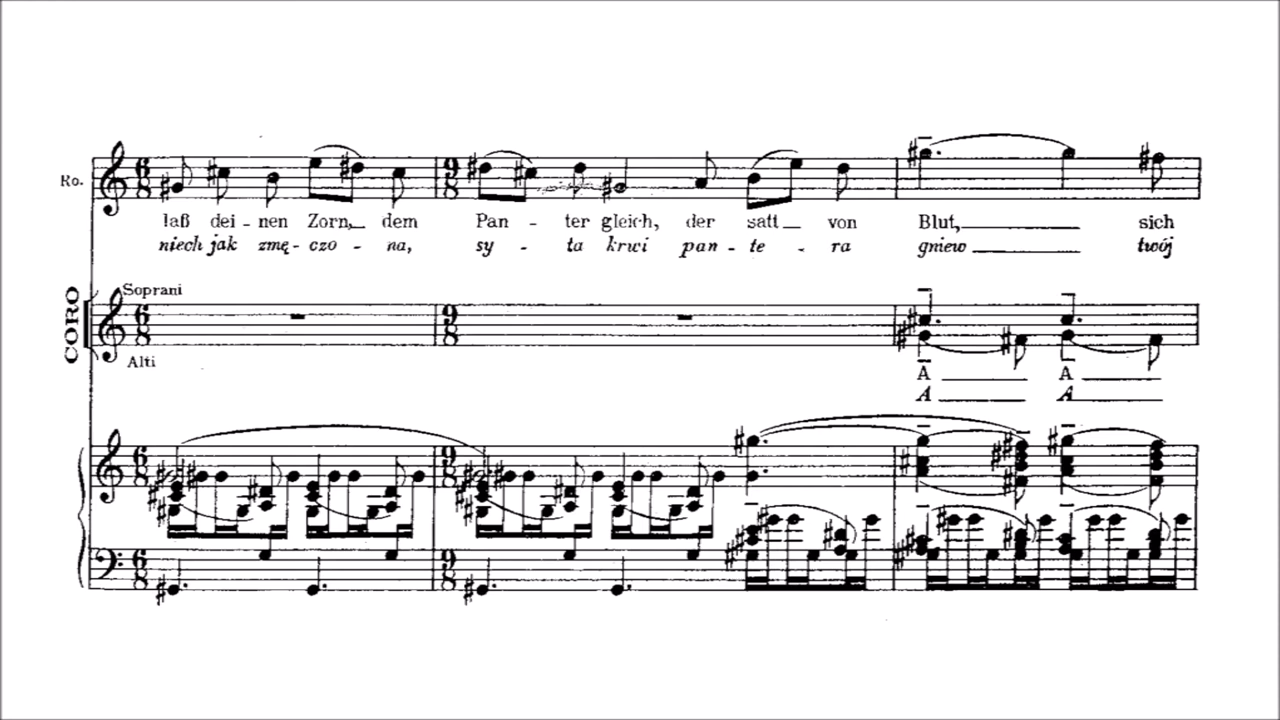 Ro.
laß dei - nen Zorn, dem Pan - ter gleich, der satt von Blut, sich
niech jak zmę - czo - na, sy - ta krwi pan - te - ra gniew twój
Soprani
CORO
Alti
A A
A A